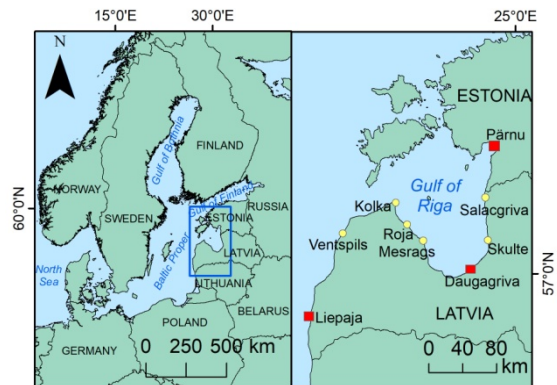 15°E
30°0'E
25°0'E
N
60°0'N
NORWAY
SWEDEN
FINLAND
Gulf of Bothnia
Gulf of Finland
RUSSIA
ESTONIA
LATVIA
LITHUANIA
BELARUS
POLAND
GERMANY
North
Sea
Baltic Proper
0 250 500 km
ESTONIA
Pärnu
Gulf of
Riga
Kolka
Salacgriva
Ventspils
Roja
Mesrags
Skulte
Daugagriva
57°0'N
Liepaja
LATVIA
0 40 80 km